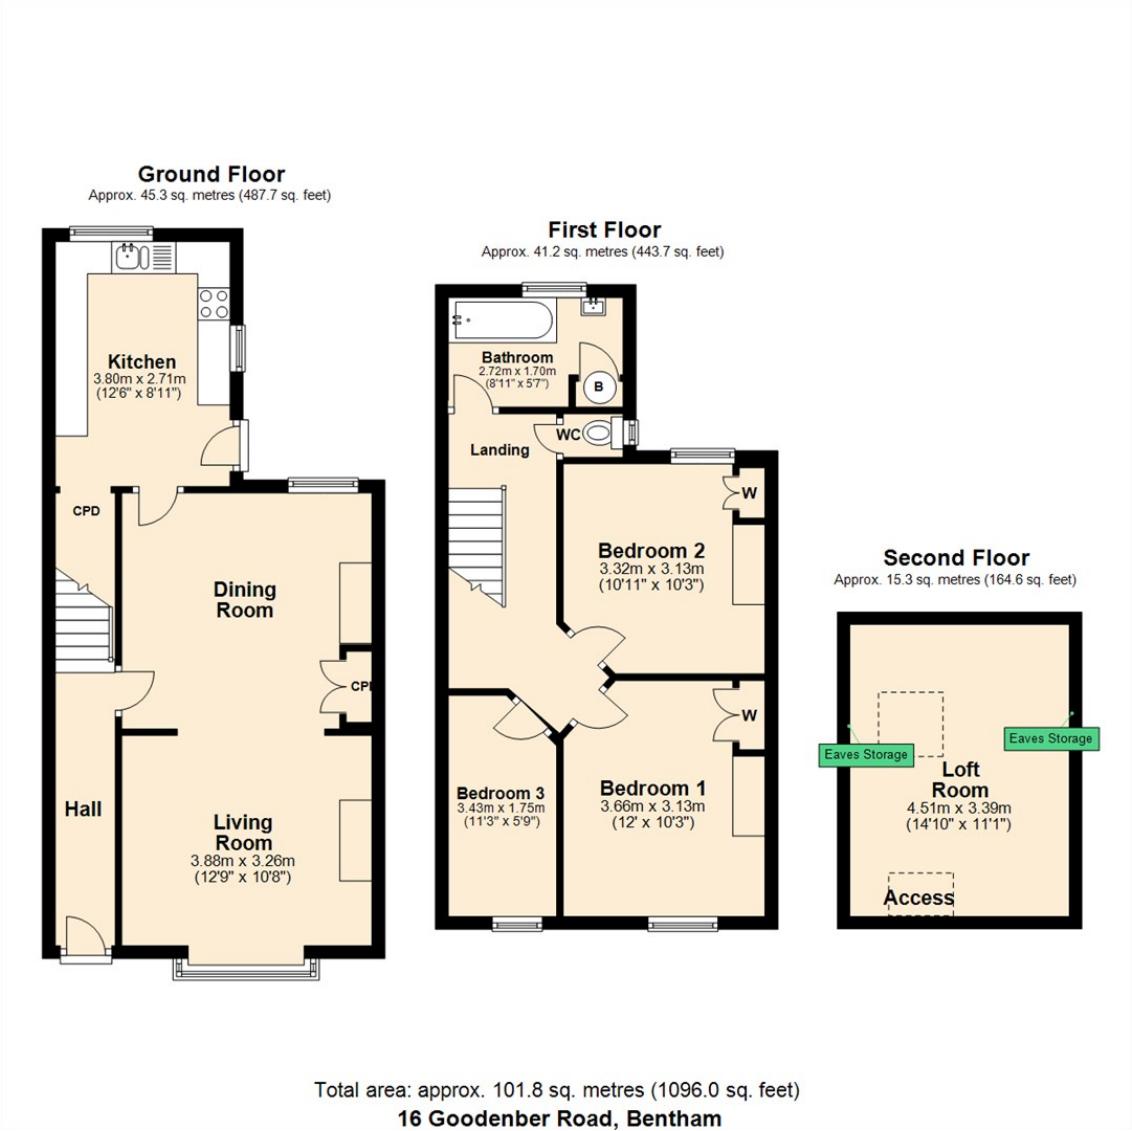 Ground Floor
Approx. 45.3 sq. metres (487.7 sq. feet)
Kitchen
3.80m x 2.71m
(12'6" x 8'11")
CPD
Dining
Room
CPD
Hall
Living
Room
3.88m x 3.26m
(12'9" x 10'8")
First Floor
Approx. 41.2 sq. metres (443.7 sq. feet)
Bathroom
2.72m x 1.70m
(8'11" x 5'7")
B
WC
Landing
W
Bedroom 2
3.32m x 3.13m
(10'11" x 10'3")
W
Bedroom 3
3.43m x 1.75m
(11'3" x 5'9")
Bedroom 1
3.66m x 3.13m
(12' x 10'3")
Second Floor
Approx. 15.3 sq. metres (164.6 sq. feet)
Eaves Storage
Eaves Storage
Loft
Room
4.51m x 3.39m
(14'10" x 11'1")
Access
Total area: approx. 101.8 sq. metres (1096.0 sq. feet)
16 Goodenber Road, Bentham